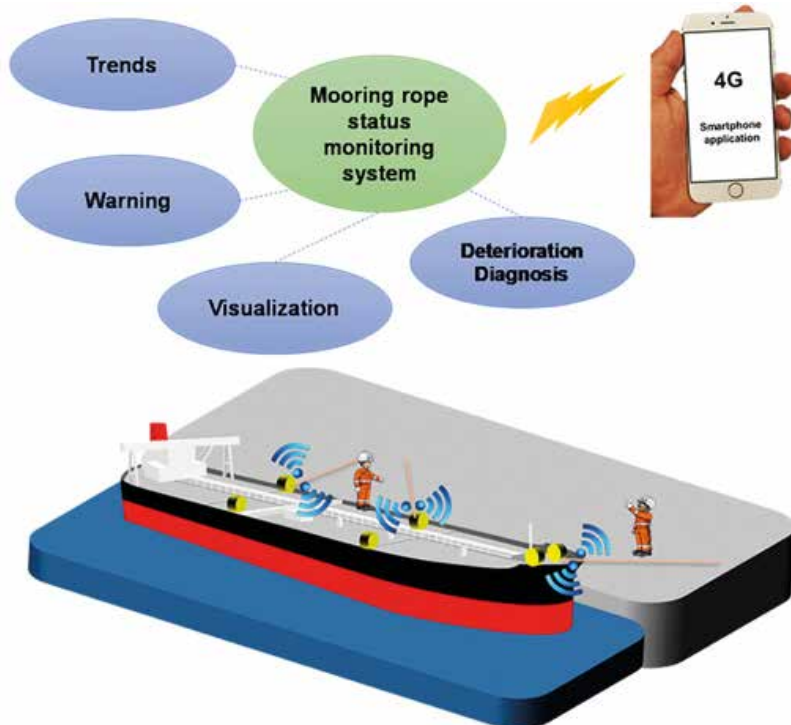 Trends
Mooring rope
status
monitoring
system
4G
Smartphone
application
Warning
Deterioration
Diagnosis
Visualization